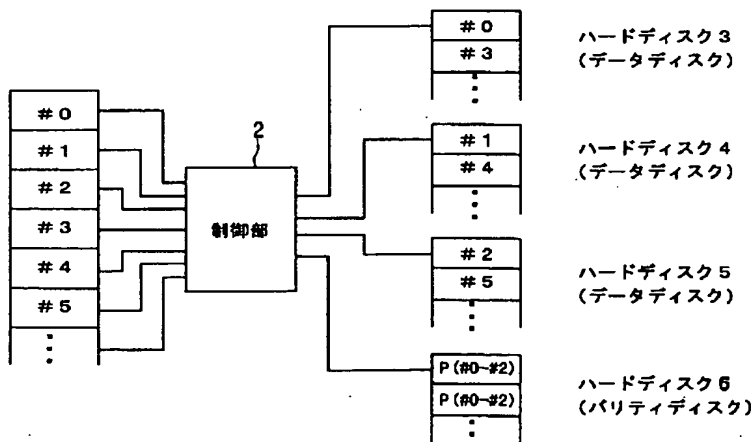 #0
#1
#2
#3
#4
#5
2
制御部
#0
#3
ハードディスク3
(データディスク)
#1
#4
ハードディスク4
(データディスク)
#2
#5
ハードディスク5
(データディスク)
P(#0-#2)
P(#0-#2)
ハードディスク6
(パリティディスク)